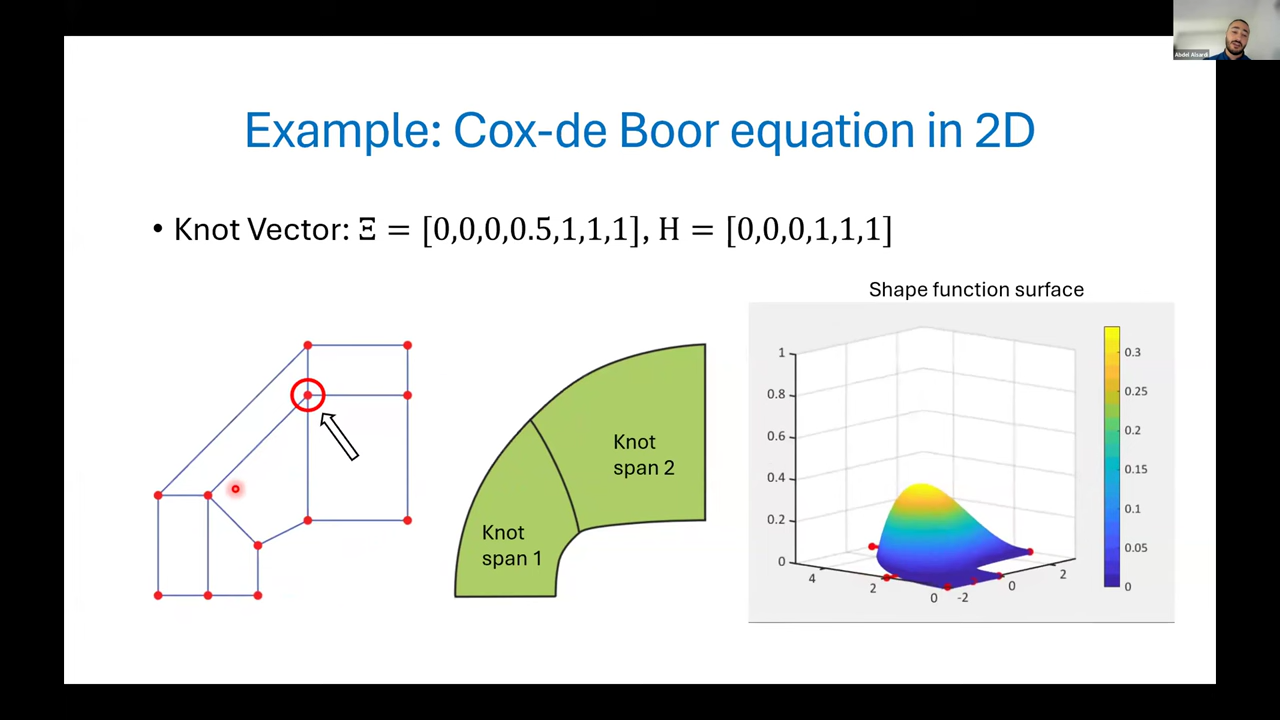 Abdel Alsardi
Example: Cox-de Boor equation in 2D
• Knot Vector: Ξ = [0,0,0,0.5,1,1,1], H = [0,0,0,1,1,1]
Shape function surface
Knot
span 1
Knot
span 2
1
0.8
0.6
0.4
0.2
0
4
2
0
-2
0
2
0.3
0.25
0.2
0.15
0.1
0.05
0